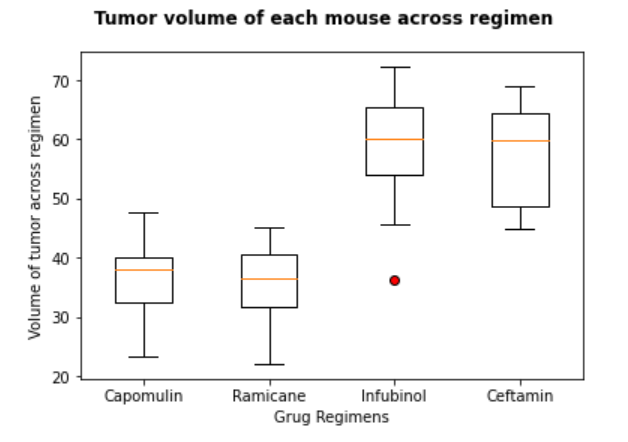 Tumor volume of each mouse across regimen
Volume of tumor across regimen
70
60
50
40
30
20
Capomulin Ramicane Infubinol Ceftamin
Grug Regimens